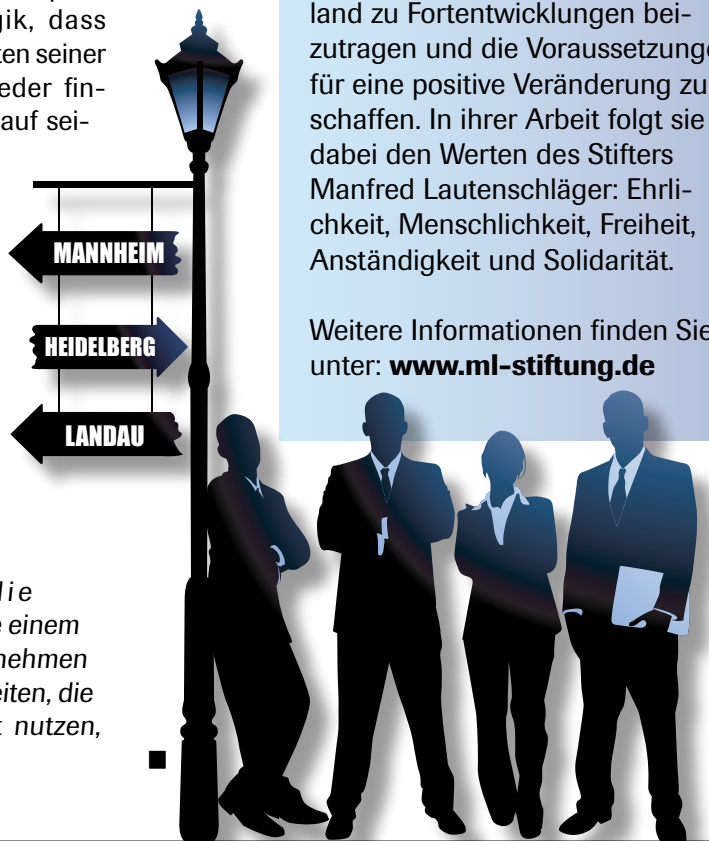 gik, dass
ten seiner
eder fin-
auf sei-
MANNHEIM
HEIDELBERG
LANDAU
die
e einem
nehmen
eiten, die
t nutzen,
land zu Fortentwicklungen bei-
zutragen und die Voraussetzunge
für eine positive Veränderung zu
schaffen. In ihrer Arbeit folgt sie
dabei den Werten des Stifters
Manfred Lautenschläger: Ehrli-
chkeit, Menschlichkeit, Freiheit,
Anständigkeit und Solidarität.
Weitere Informationen finden Sie
unter: www.ml-stiftung.de